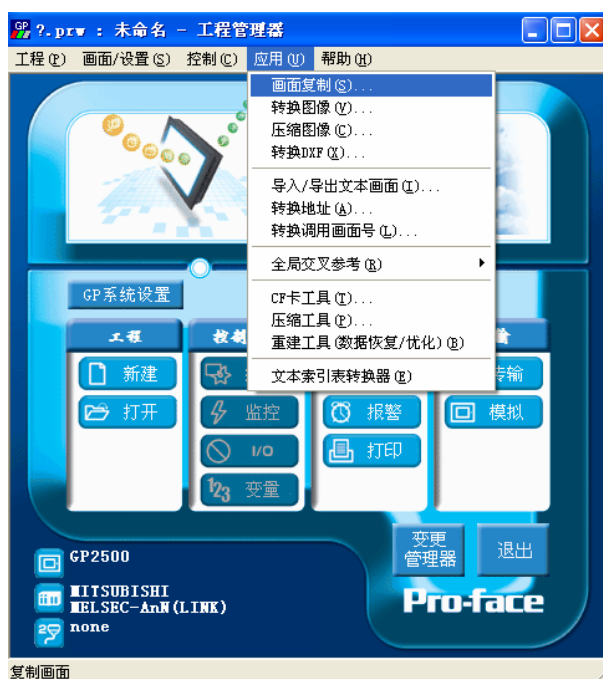 ?.prw : 未命名 - 工程管理器
工程(P) 画面/设置(S) 控制(C) 应用(U) 帮助(H)
画面复制(S)...
转换图像(V)...
压缩图像(C)...
转换DXF(X)...
导入/导出文本画面(I)...
转换地址(A)...
转换调用画面号(L)...
全局交叉参考(R)
CF卡工具(T)...
压缩工具(P)...
重建工具(数据恢复/优化)(B)
文本索引表转换器(E)
GP系统设置
工程
新建 传输
打开 监控 报警 模拟
I/O 打印
123 变量
变更
管理器 退出
GP2500
MITSUBISHI
MELSEC-AnN(LINK)
none
Pro-face
复制画面